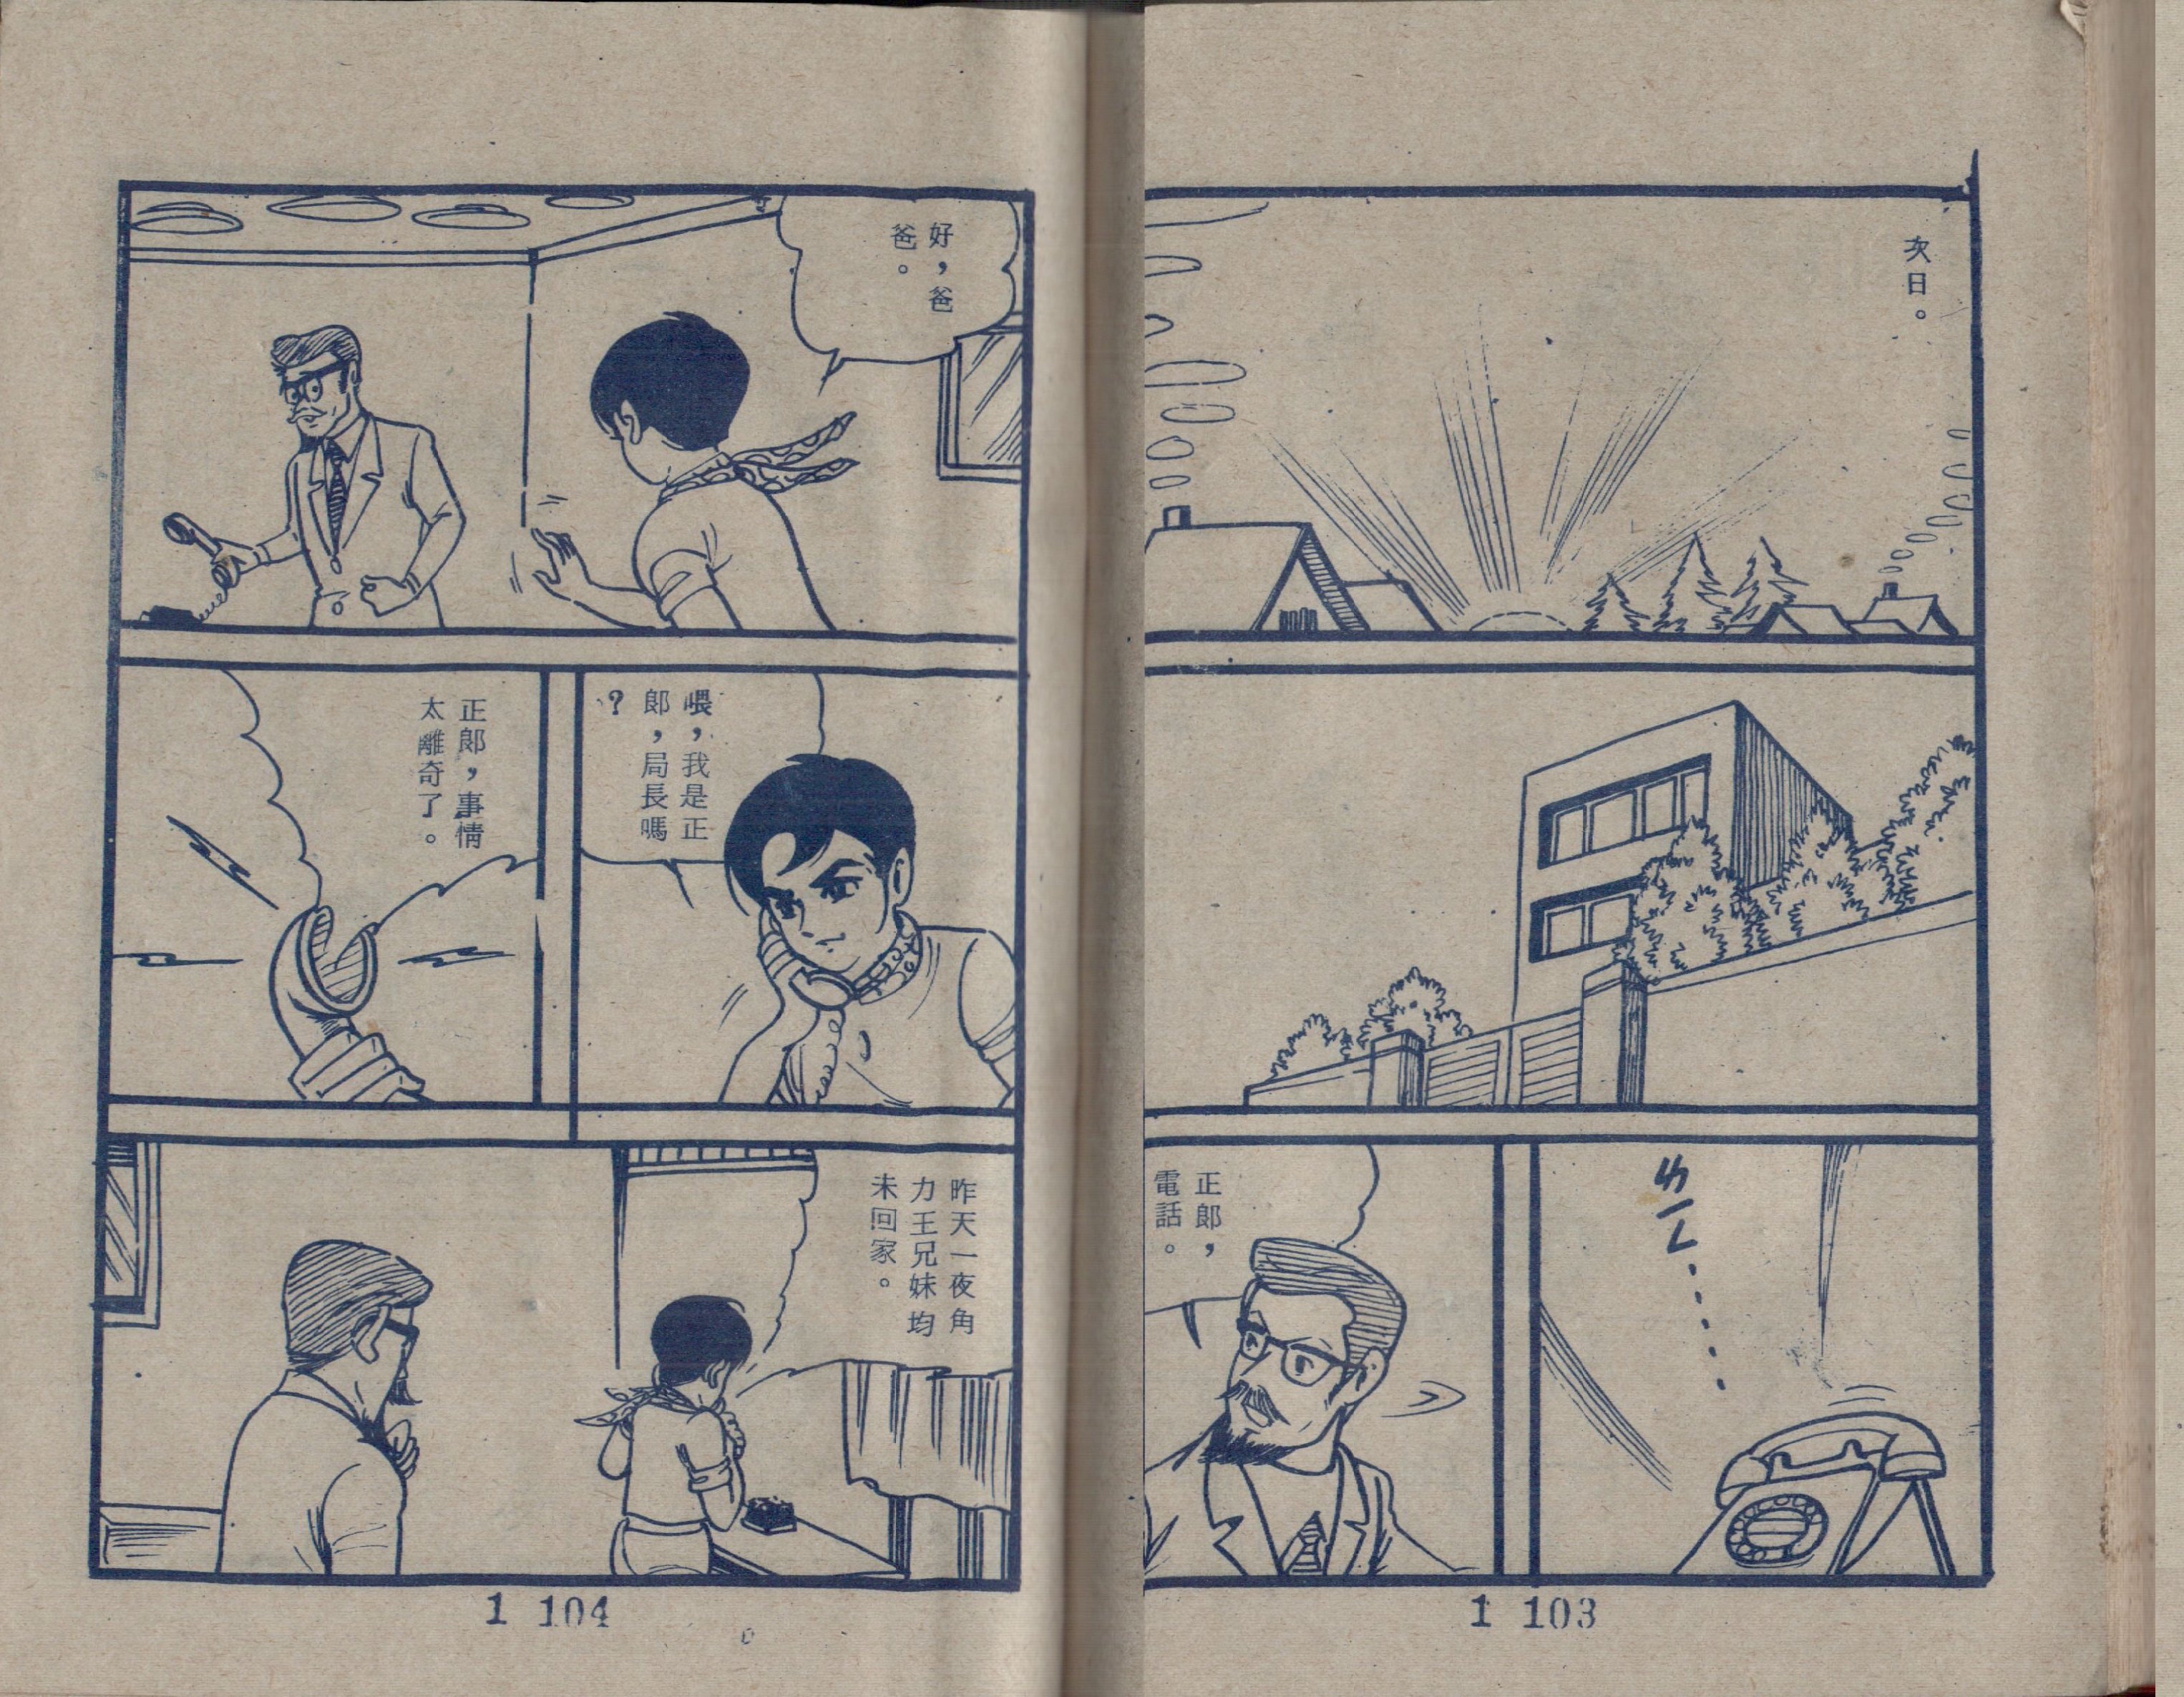 次日。
ㄌㄧㄥ⋯⋯
正郎，
電話。
1 103
好，爸
爸。
喂，我是正
郎，局長嗎
？
正郎，事情
太離奇了。
昨天一夜角
力王兄妹均
未回家。
1 104